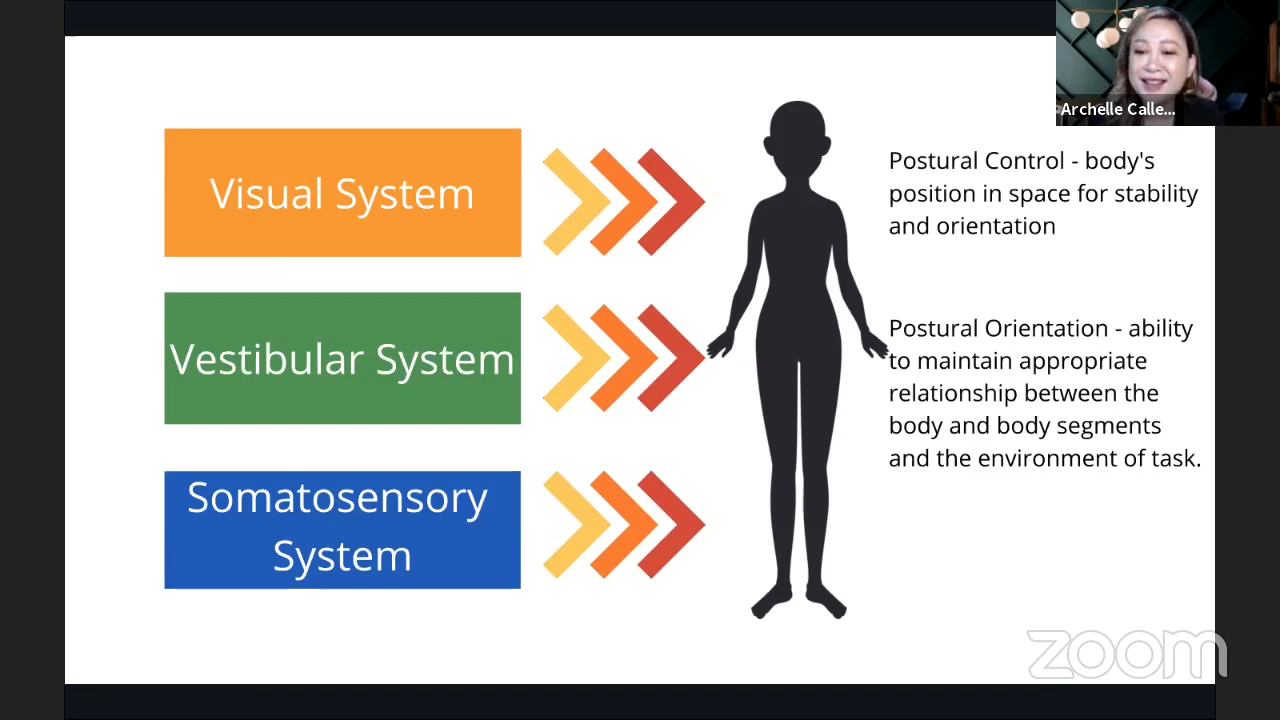 Archelle Calle...
Visual System
Postural Control - body's
position in space for stability
and orientation
Vestibular System
Postural Orientation - ability
to maintain appropriate
relationship between the
body and body segments
and the environment of task.
Somatosensory
System
zoom